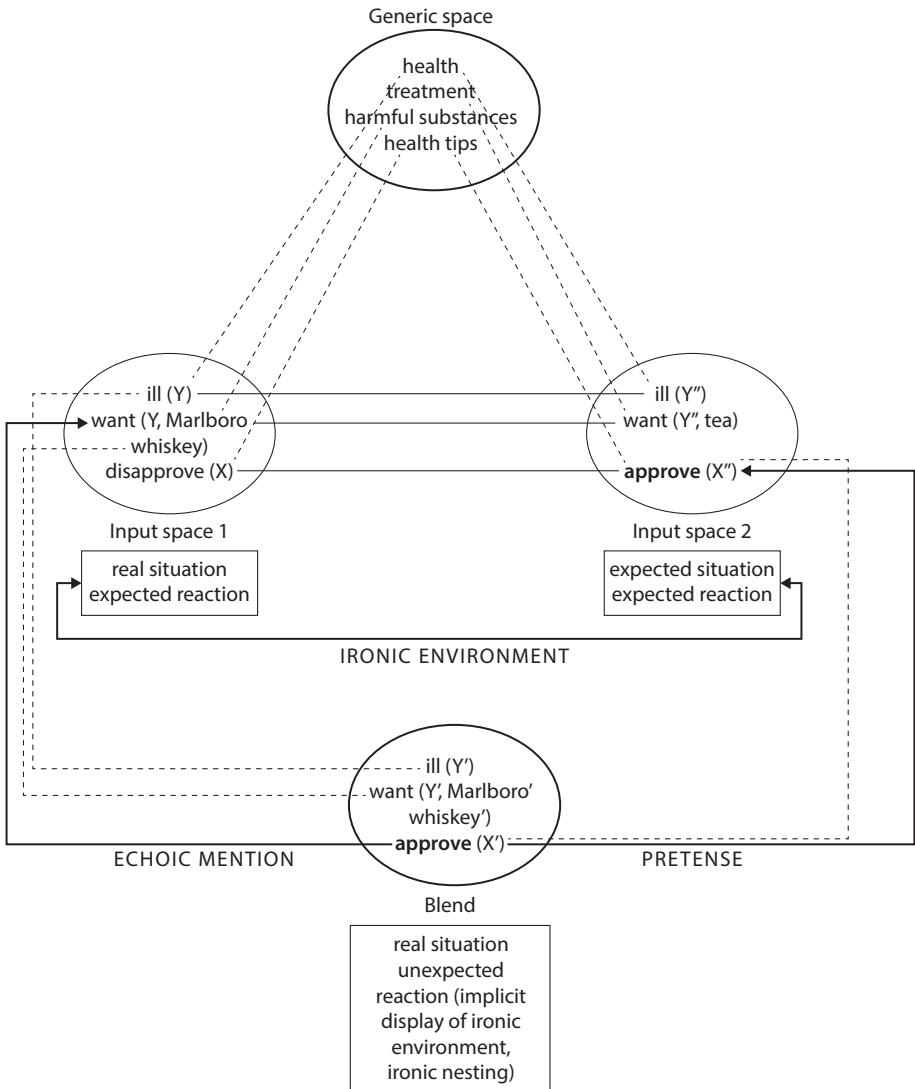 Generic space
health
treatment
harmful substances
health tips
ill (Y)
want (Y, Marlboro
whiskey)
disapprove (X)
Input space 1
real situation
expected reaction
ill (Y")
want (Y", tea)
approve (X")
Input space 2
expected situation
expected reaction
IRONIC ENVIRONMENT
ill (Y')
want (Y', Marlboro'
whiskey')
approve (X')
ECHOIC MENTION
PRETENSE
Blend
real situation
unexpected
reaction (implicit
display of ironic
environment,
ironic nesting)